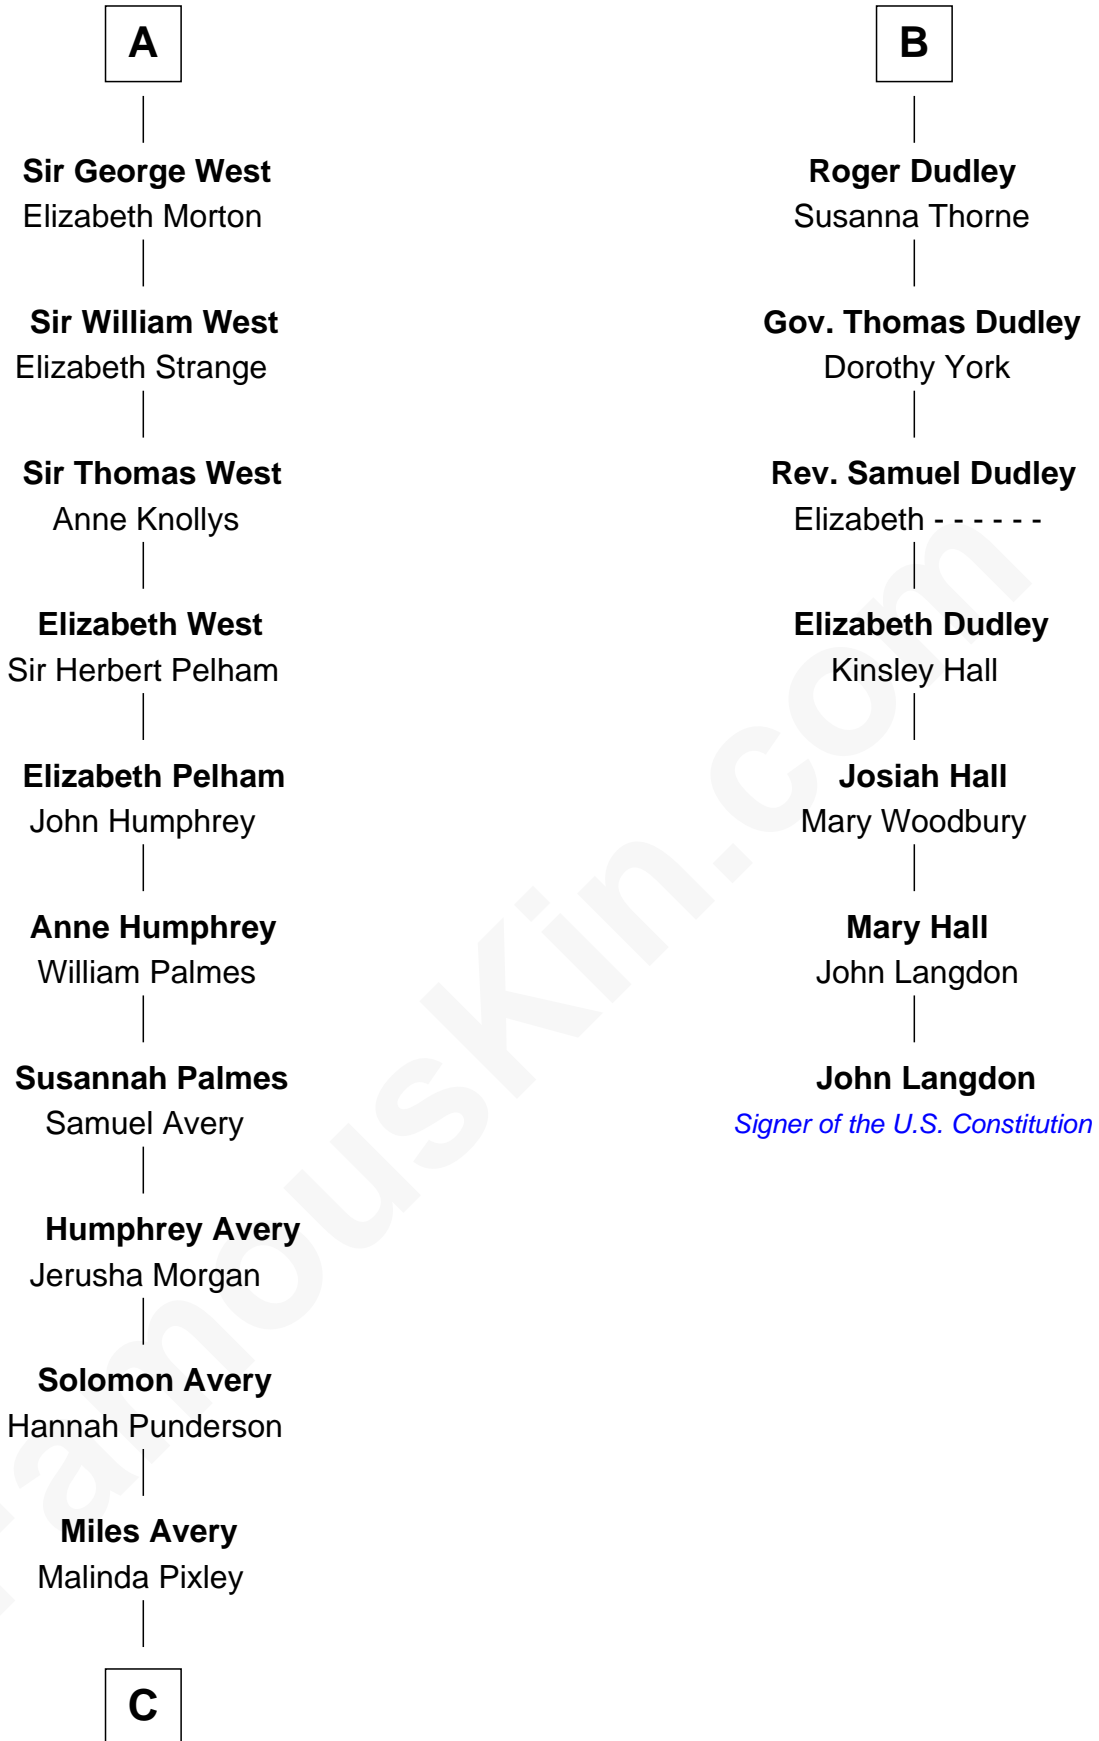 A
Sir George West
Elizabeth Morton
Sir William West
Elizabeth Strange
Sir Thomas West
Anne Knollys
Elizabeth West
Sir Herbert Pelham
Elizabeth Pelham
John Humphrey
Anne Humphrey
William Palmes
Susannah Palmes
Samuel Avery
Humphrey Avery
Jerusha Morgan
Solomon Avery
Hannah Punderson
Miles Avery
Malinda Pixley
C
B
Roger Dudley
Susanna Thorne
Gov. Thomas Dudley
Dorothy York
Rev. Samuel Dudley
Elizabeth - - - - - -
Elizabeth Dudley
Kinsley Hall
Josiah Hall
Mary Woodbury
Mary Hall
John Langdon
John Langdon
Signer of the U.S. Constitution
FamousKin.com